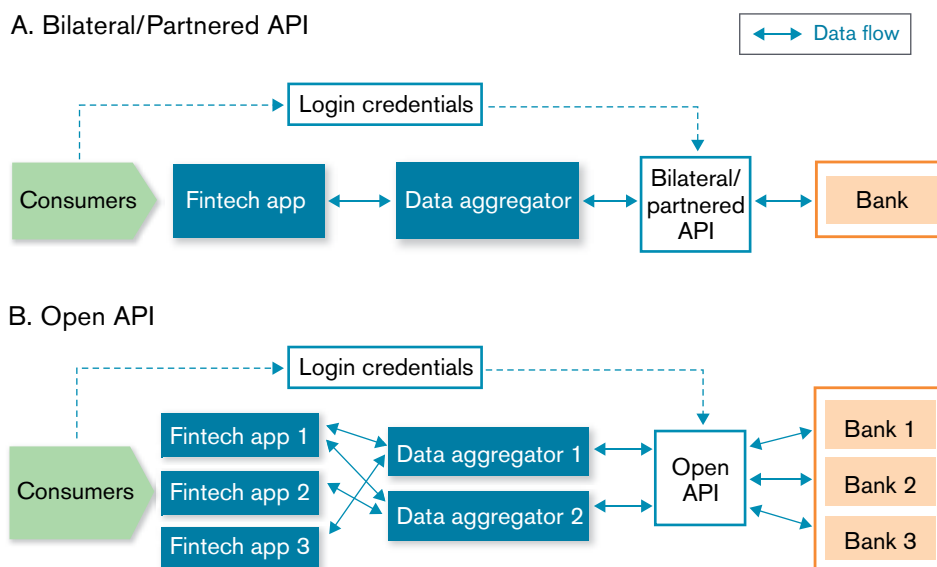 A. Bilateral/Partnered API
Data flow
Login credentials
Consumers
Fintech app
Data aggregator
Bilateral/
partnered
API
Bank
B. Open API
Login credentials
Consumers
Fintech app 1
Fintech app 2
Fintech app 3
Data aggregator 1
Data aggregator 2
Open
API
Bank 1
Bank 2
Bank 3